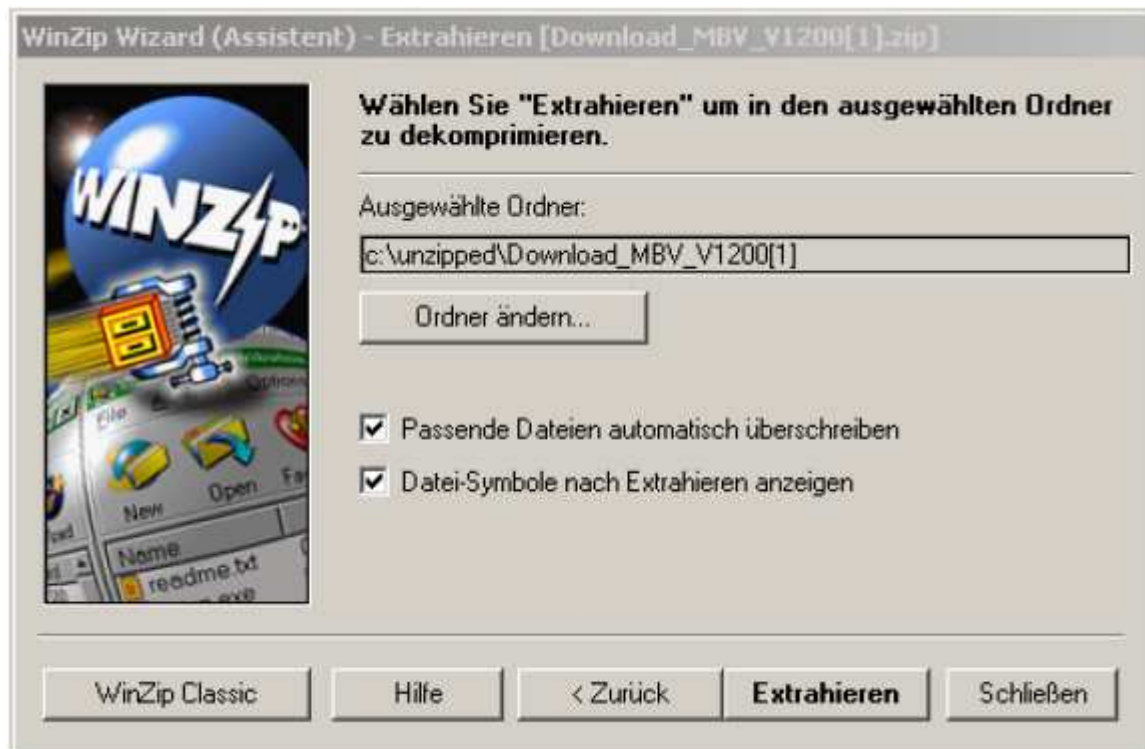 WinZip Wizard (Assistent) - Extrahieren [Download_MBV_V1200[1].zip]
WINZIP
File
Options
New
Open
Name
readme.txt
Wählen Sie "Extrahieren" um in den ausgewählten Ordner
zu dekomprimieren.
Ausgewählte Ordner:
c:\unzipped\Download_MBV_V1200[1]
Ordner ändern...
Passende Dateien automatisch überschreiben
Datei-Symbole nach Extrahieren anzeigen
WinZip Classic
Hilfe
< Zurück
Extrahieren
Schließen